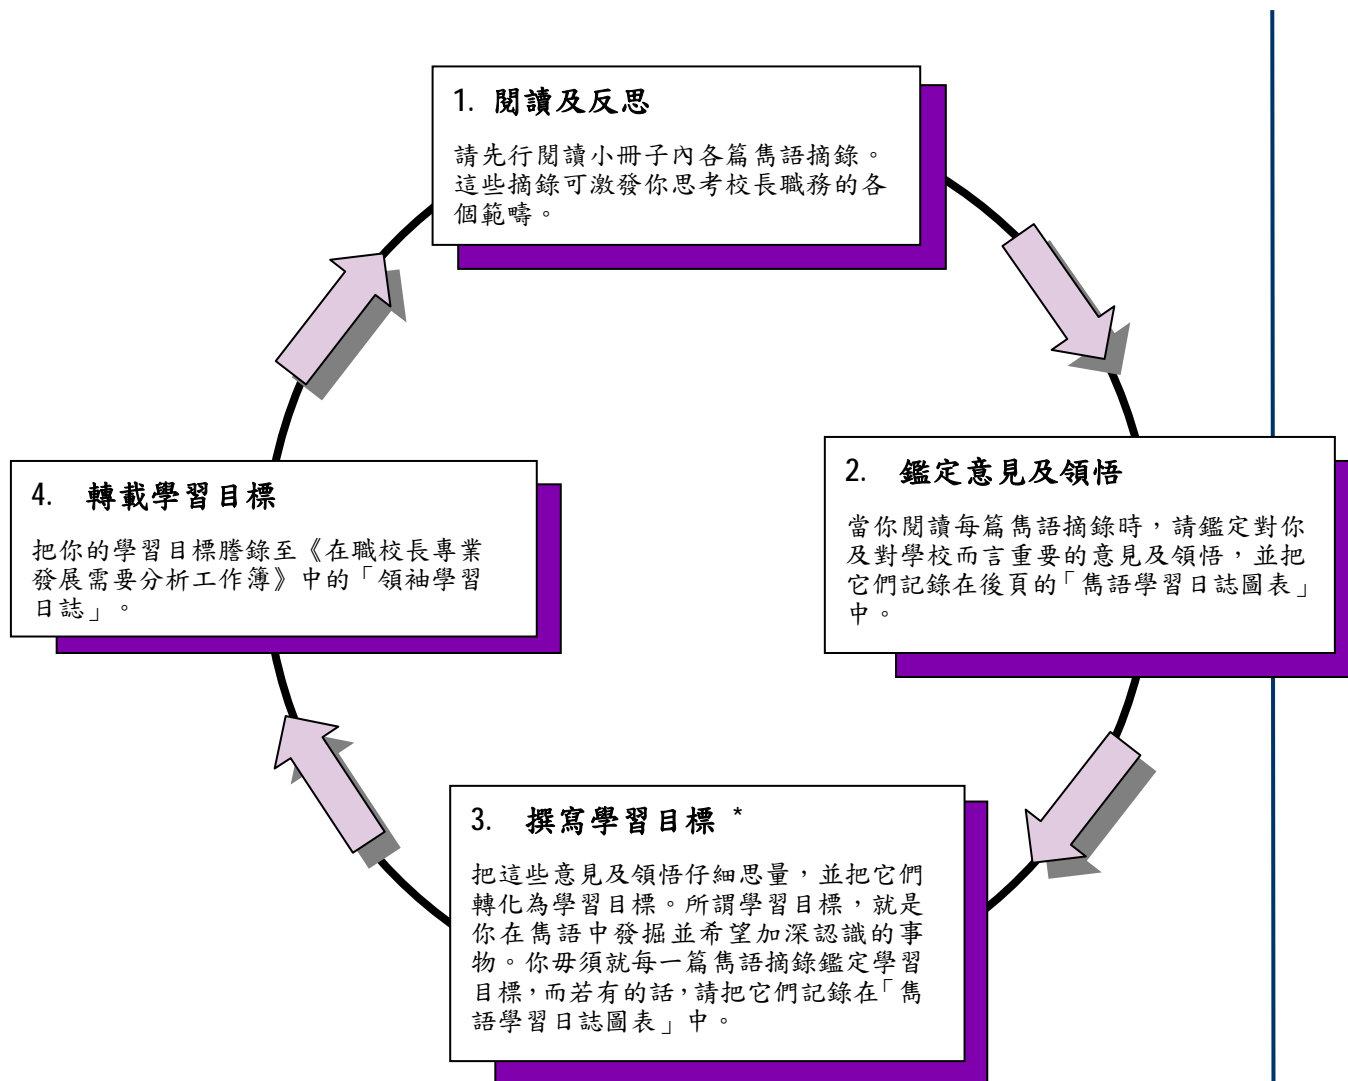 1. 閱讀及反思
請先行閱讀小冊子內各篇雋語摘錄。
這些摘錄可激發你思考校長職務的各
個範疇。
2. 鑑定意見及領悟
當你閱讀每篇雋語摘錄時，請鑑定對你
及對學校而言重要的意見及領悟，並把
它們記錄在後頁的「雋語學習日誌圖表」
中。
3. 撰寫學習目標 *
把這些意見及領悟仔細思量，並把它們
轉化為學習目標。所謂學習目標，就是
你在雋語中發掘並希望加深認識的事
物。你毋須就每一篇雋語摘錄鑑定學習
目標，而若有的話，請把它們記錄在「雋
語學習日誌圖表」中。
4. 轉載學習目標
把你的學習目標謄錄至《在職校長專業
發展需要分析工作簿》中的「領袖學習
日誌」。